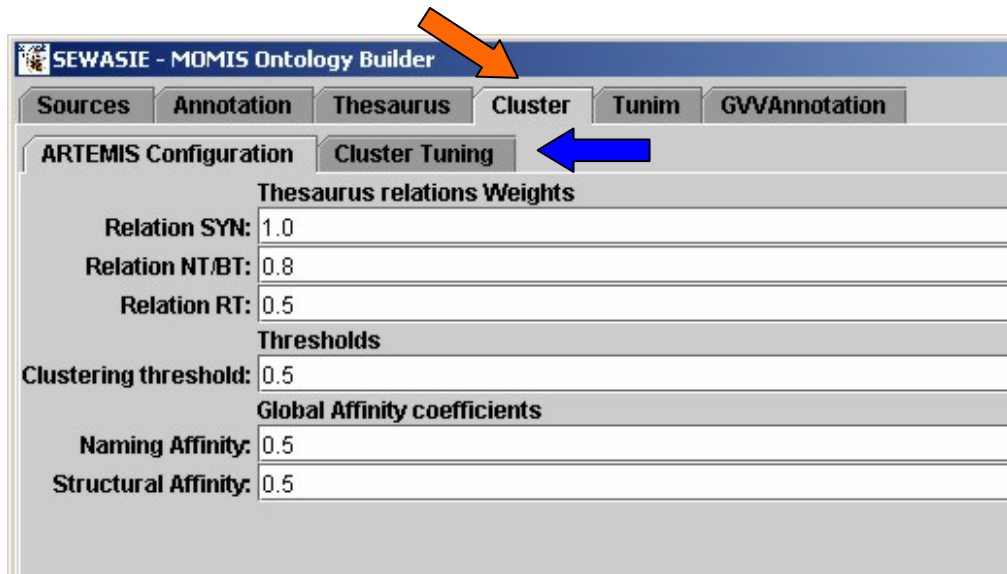 SEWASIE - MOMIS Ontology Builder
Sources Annotation Thesaurus Cluster Tunim GVVAnnotation
ARTEMIS Configuration Cluster Tuning
Thesaurus relations Weights
Relation SYN: 1.0
Relation NT/BT: 0.8
Relation RT: 0.5
Thresholds
Clustering threshold: 0.5
Global Affinity coefficients
Naming Affinity: 0.5
Structural Affinity: 0.5